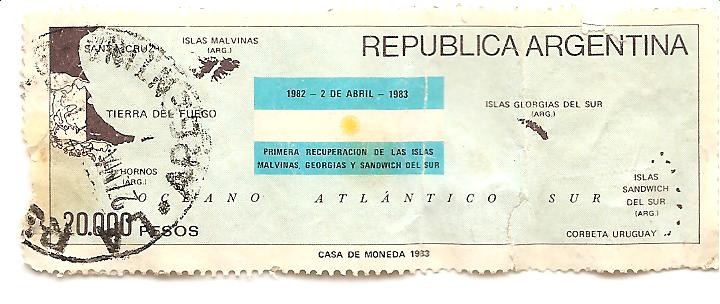 REPUBLICA ARGENTINA
SANTA CRUZ
ISLAS MALVINAS
(ARG.)
1982 – 2 DE ABRIL – 1983
TIERRA DEL FUEGO
ISLAS GLORGIAS DEL SUR
(ARG.)
PRIMERA RECUPERACION DE LAS ISLAS
MALVINAS, GEORGIAS Y SANDWICH DEL SUR
HORNOS
(ARG.)
ISLAS
SANDWICH
DEL SUR
(ARG.)
OCEANO ATLÁNTICO SUR
20.000 PESOS
CORBETA URUGUAY
CASA DE MONEDA 1983